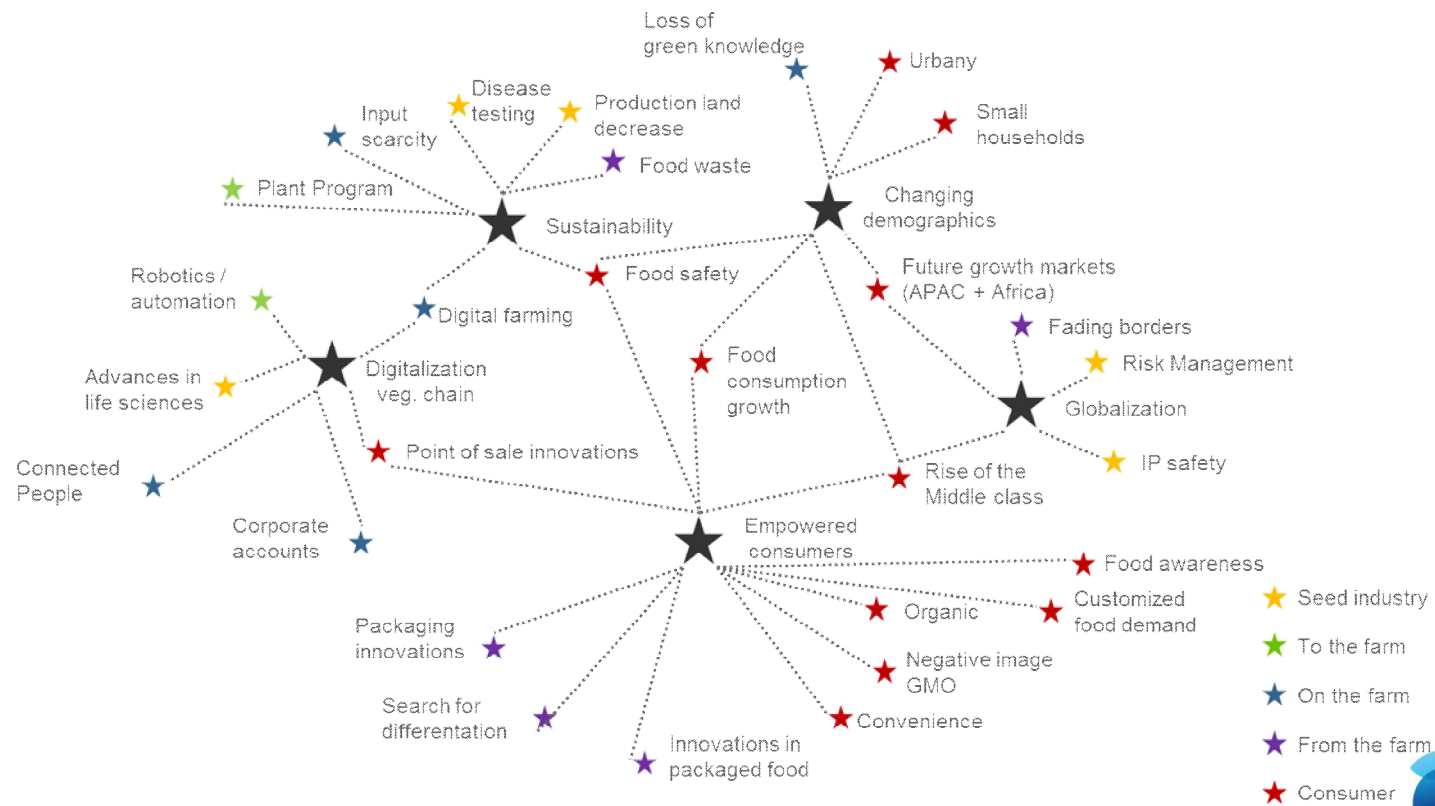 Loss of
green knowledge
Urbany
Disease
testing
Production land
decrease
Input
scarcity
Small
households
Food waste
Plant Program
Changing
demographics
Sustainability
Robotics /
automation
Food safety
Future growth markets
(APAC + Africa)
Digital farming
Fading borders
Food
consumption
growth
Risk Management
Advances in
life sciences
Digitalization
veg. chain
Globalization
Point of sale innovations
Connected
People
Rise of the
Middle class
IP safety
Corporate
accounts
Empowered
consumers
Food awareness
Organic
Customized
food demand
Packaging
innovations
Negative image
GMO
Search for
differentation
Convenience
Innovations in
packaged food
Seed industry
To the farm
On the farm
From the farm
Consumer